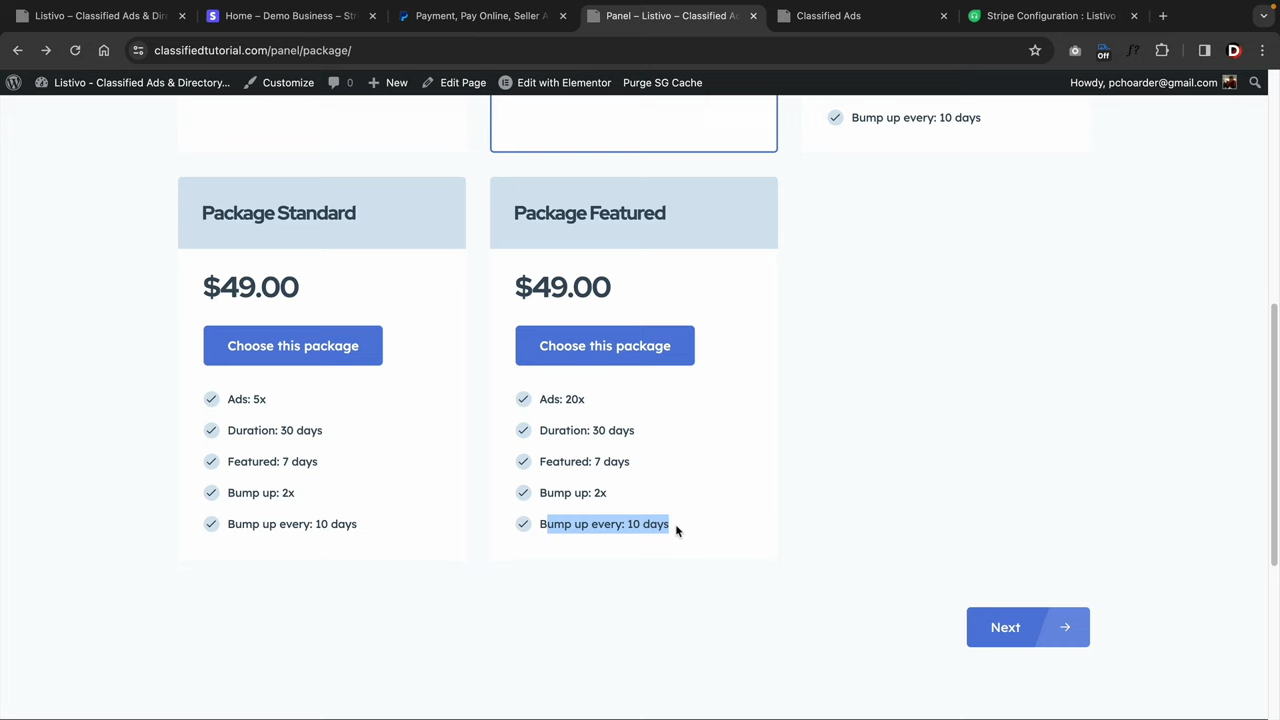 Listivo – Classified Ads & Dire
Home – Demo Business – Str
Payment, Pay Online, Seller A
Panel – Listivo – Classified Ad
Classified Ads
Stripe Configuration : Listivo
classifiedtutorial.com/panel/package/
Off
f?
D
Listivo - Classified Ads & Directory...
Customize
0
New
Edit Page
Edit with Elementor
Purge SG Cache
Howdy, pchoarder@gmail.com
Bump up every: 10 days
Package Standard
$49.00
Choose this package
Ads: 5x
Duration: 30 days
Featured: 7 days
Bump up: 2x
Bump up every: 10 days
Package Featured
$49.00
Choose this package
Ads: 20x
Duration: 30 days
Featured: 7 days
Bump up: 2x
Bump up every: 10 days
Next